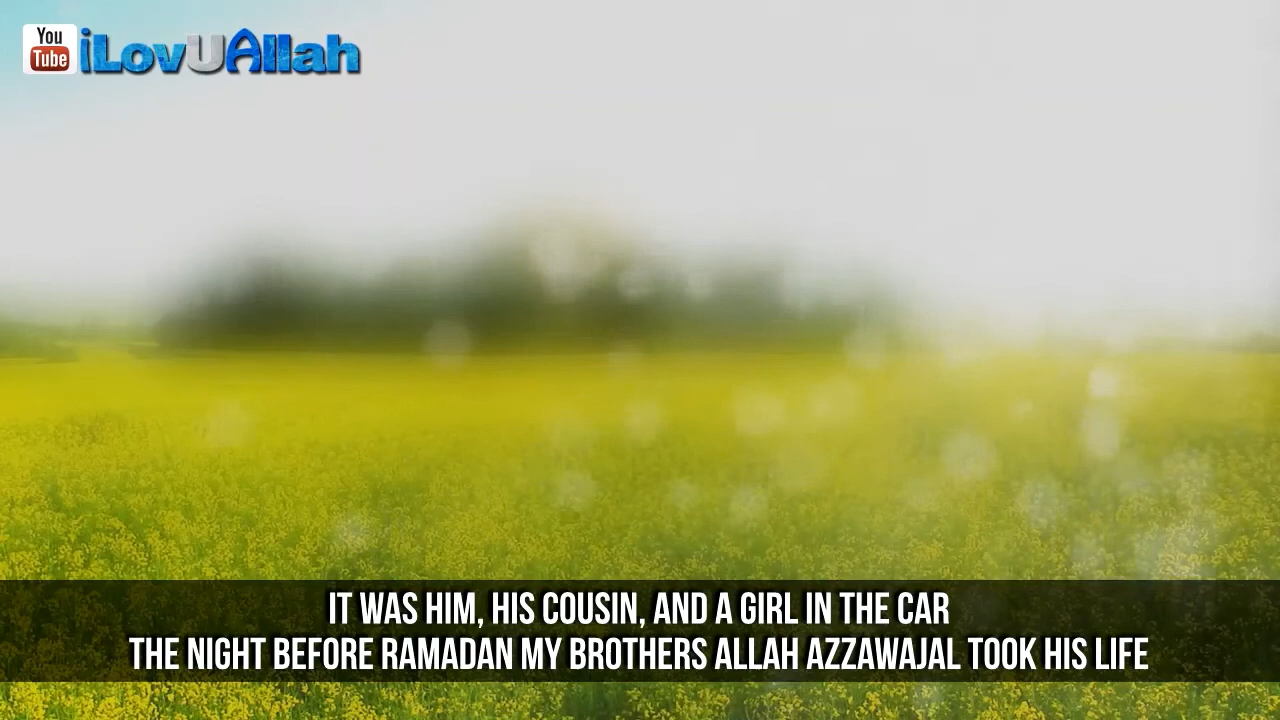 You
Tube
iLovUAllah
IT WAS HIM, HIS COUSIN, AND A GIRL IN THE CAR
THE NIGHT BEFORE RAMADAN MY BROTHERS ALLAH AZZAWAJAL TOOK HIS LIFE